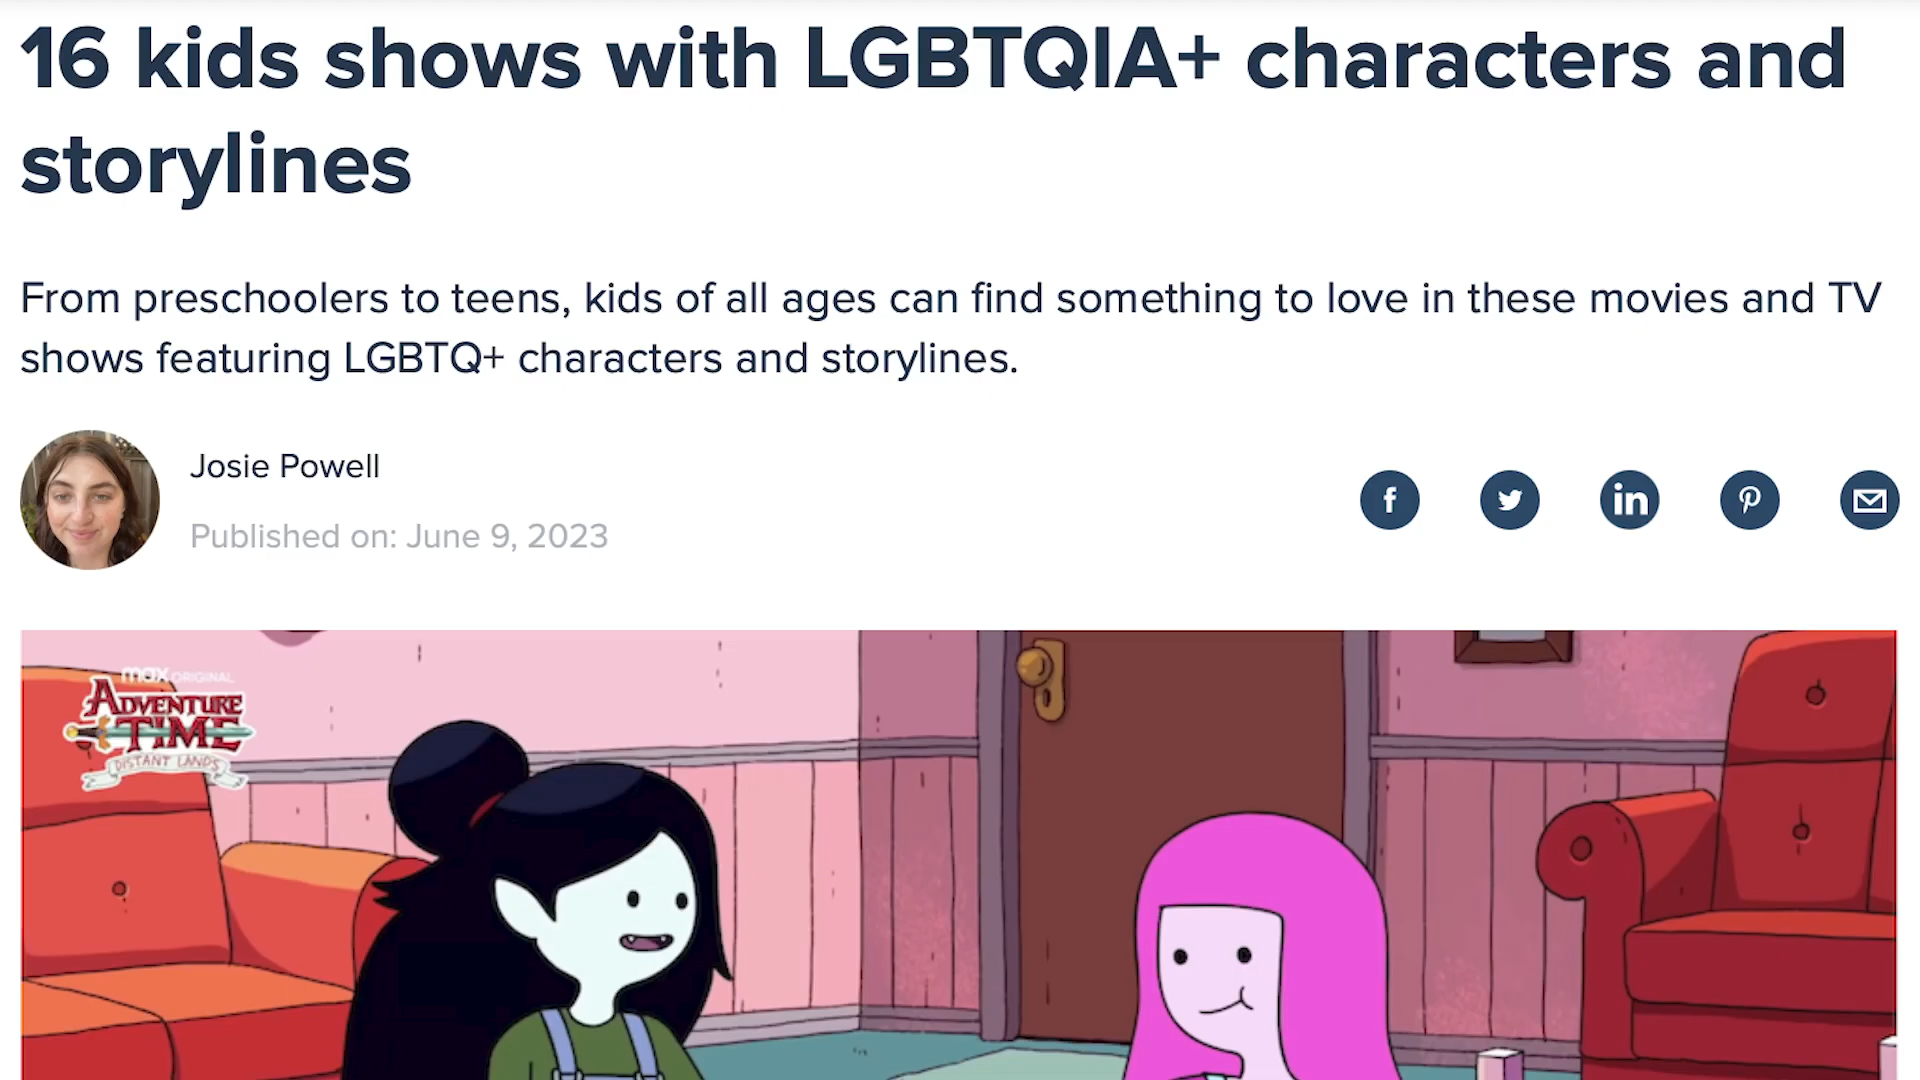 16 kids shows with LGBTQIA+ characters and
storylines
From preschoolers to teens, kids of all ages can find something to love in these movies and TV
shows featuring LGBTQ+ characters and storylines.
Josie Powell
Published on: June 9, 2023
f
in
max ORIGINAL
ADVENTURE
TIME
DISTANT LANDS